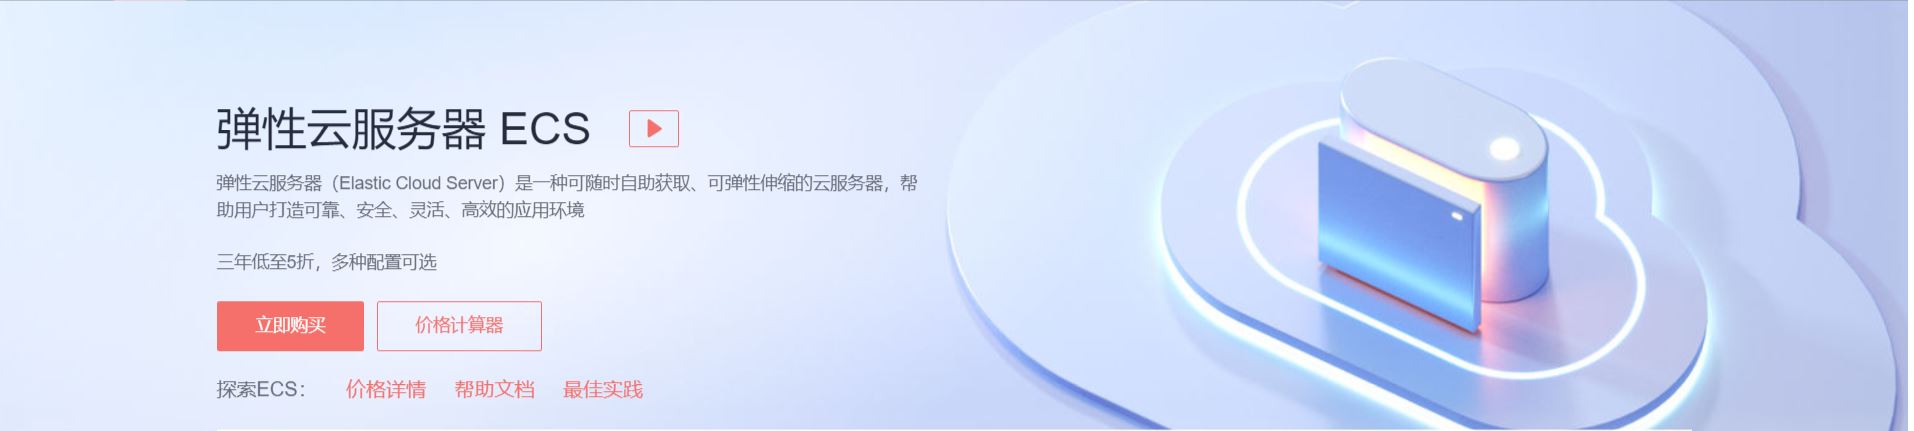 弹性云服务器 ECS
弹性云服务器（Elastic Cloud Server）是一种可随时自助获取、可弹性伸缩的云服务器，帮
助用户打造可靠、安全、灵活、高效的应用环境
三年低至5折，多种配置可选
立即购买 价格计算器
探索ECS： 价格详情 帮助文档 最佳实践